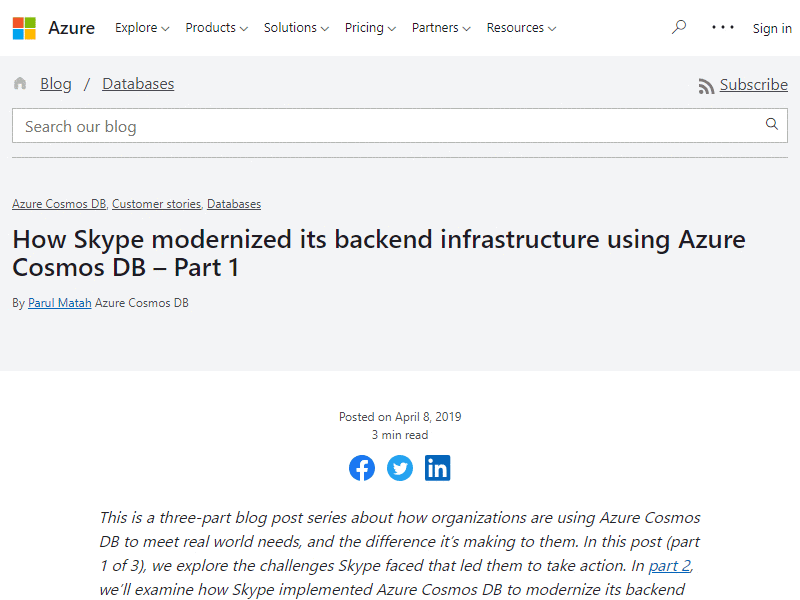 Azure Explore Products Solutions Pricing Partners Resources Sign in
Blog / Databases Subscribe
Search our blog
Azure Cosmos DB, Customer stories, Databases
How Skype modernized its backend infrastructure using Azure
Cosmos DB – Part 1
By Parul Matah Azure Cosmos DB
Posted on April 8, 2019
3 min read
This is a three-part blog post series about how organizations are using Azure Cosmos
DB to meet real world needs, and the difference it's making to them. In this post (part
1 of 3), we explore the challenges Skype faced that led them to take action. In part 2,
we'll examine how Skype implemented Azure Cosmos DB to modernize its backend